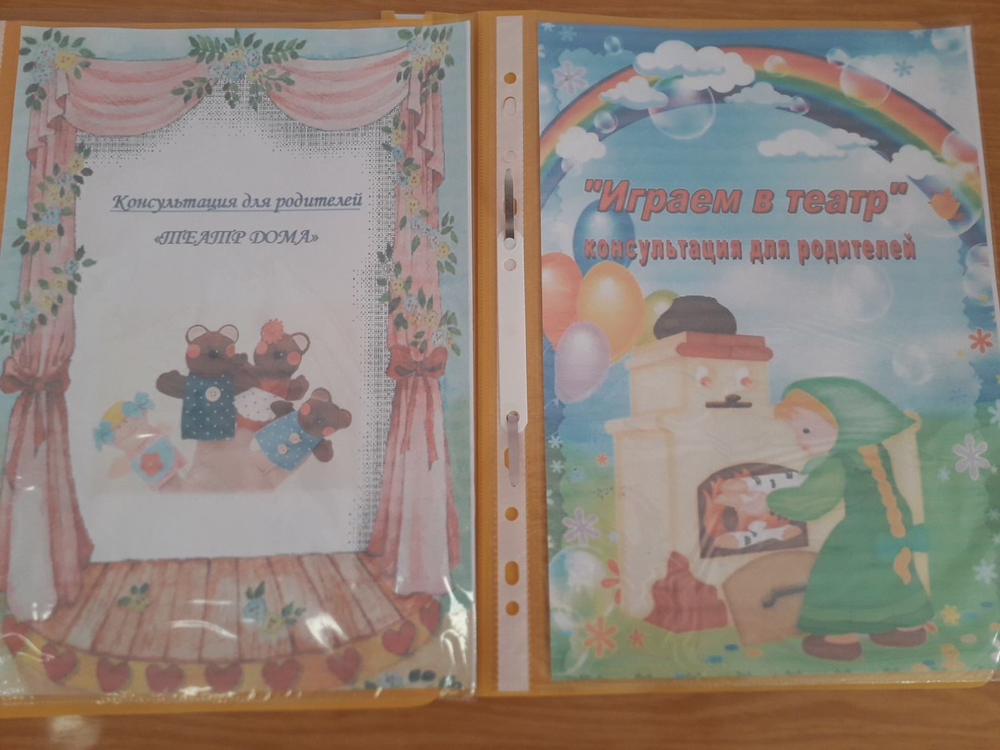 Консультация для родителей
«ТЕАТР ДОМА»
"Играем в театр"
консультация для родителей